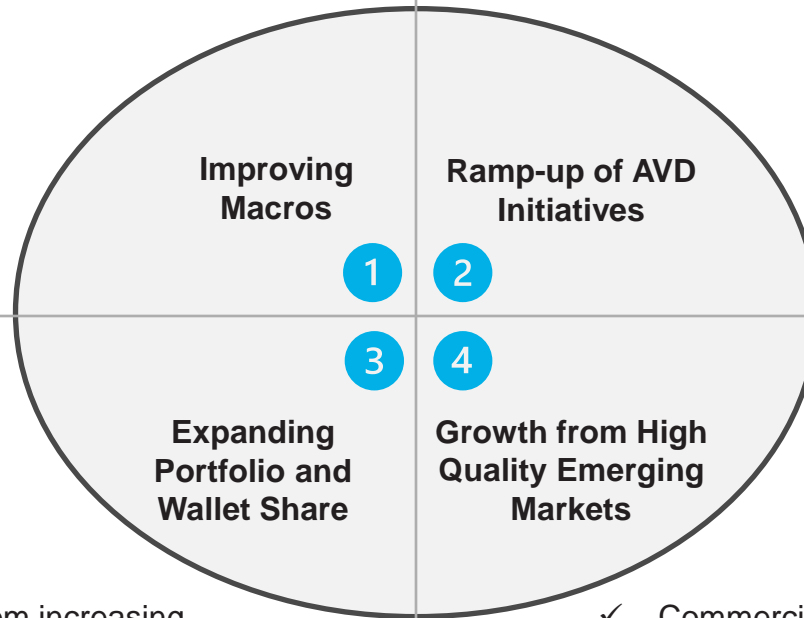 Improving
Macros
Ramp-up of AVD
Initiatives
1
2
3
4
Expanding
Portfolio and
Wallet Share
Growth from High
Quality Emerging
Markets
increasing
✓